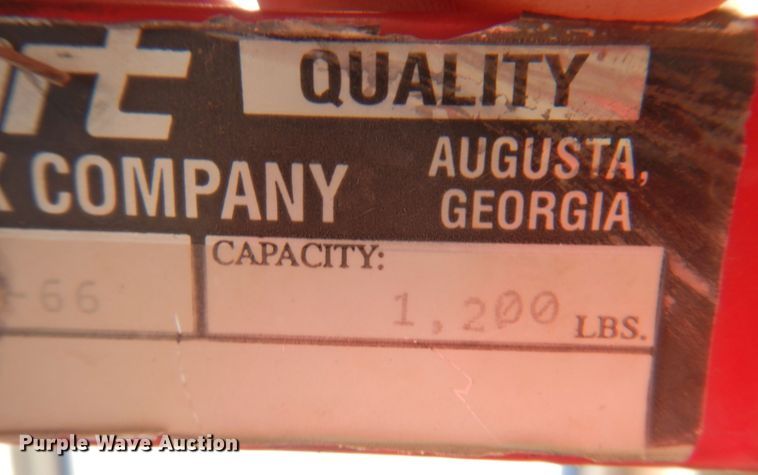 QUALITY
COMPANY
AUGUSTA,
GEORGIA
-66
CAPACITY:
1,200 LBS.
Purple Wave Auction